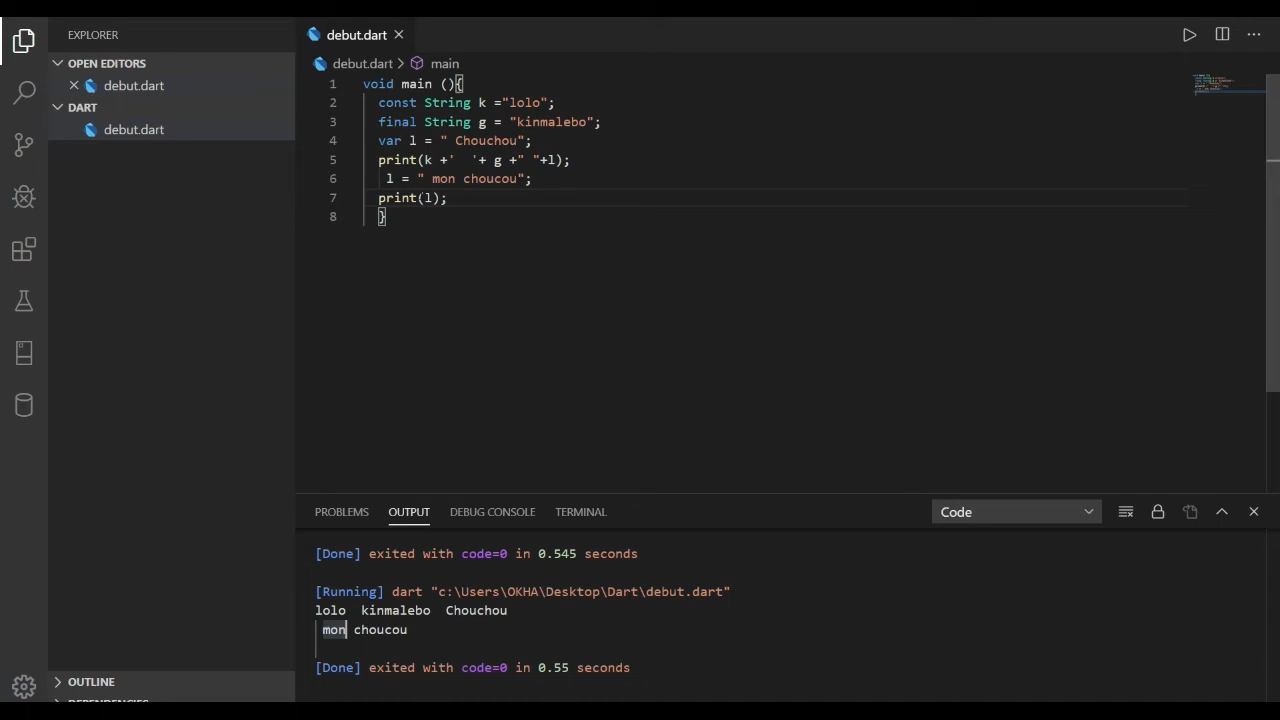 EXPLORER
OPEN EDITORS
debut.dart
DART
debut.dart
OUTLINE
debut.dart
debut.dart > main
1 void main (){
2 const String k ="lolo";
3 final String g = "kinmalebo";
4 var l = " Chouchou";
5 print(k +'  '+ g +" "+l);
6 l = " mon choucou";
7 print(l);
8 }
PROBLEMS OUTPUT DEBUG CONSOLE TERMINAL Code
[Done] exited with code=0 in 0.545 seconds
[Running] dart "c:\Users\OKHA\Desktop\Dart\debut.dart"
lolo  kinmalebo  Chouchou
mon choucou
[Done] exited with code=0 in 0.55 seconds